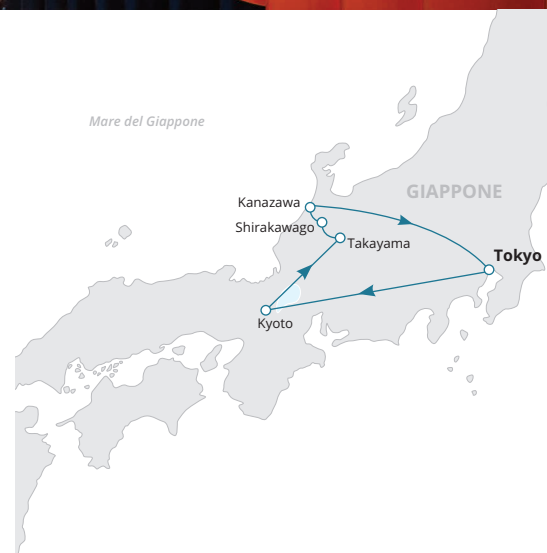 Mare del Giappone
GIAPPONE
Kanazawa
Shirakawago
Takayama
Tokyo
Kyoto